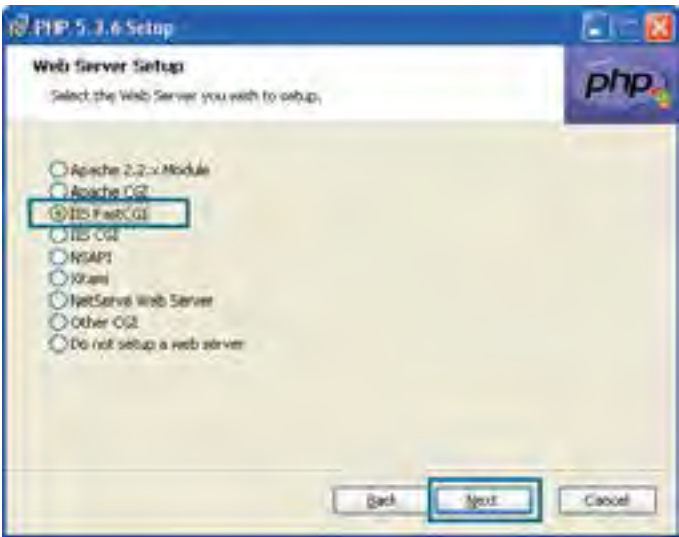 PHP 5.3.6 Setup
Web Server Setup
Select the Web Server you wish to setup.
php
Apache 2.2.x Module
Apache CGI
IIS FastCGI
IIS CGI
NSAPI
Xitami
NetServe Web Server
Other CGI
Do not setup a web server
Back
Next
Cancel